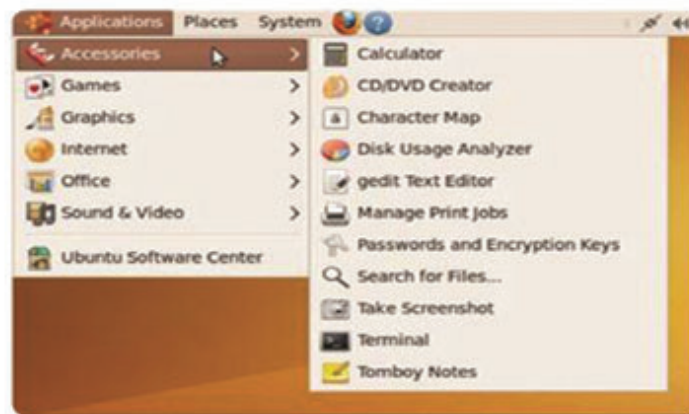 Applications Places System
Accessories
Games
Graphics
Internet
Office
Sound & Video
Ubuntu Software Center
Calculator
CD/DVD Creator
Character Map
Disk Usage Analyzer
gedit Text Editor
Manage Print Jobs
Passwords and Encryption Keys
Search for Files...
Take Screenshot
Terminal
Tomboy Notes